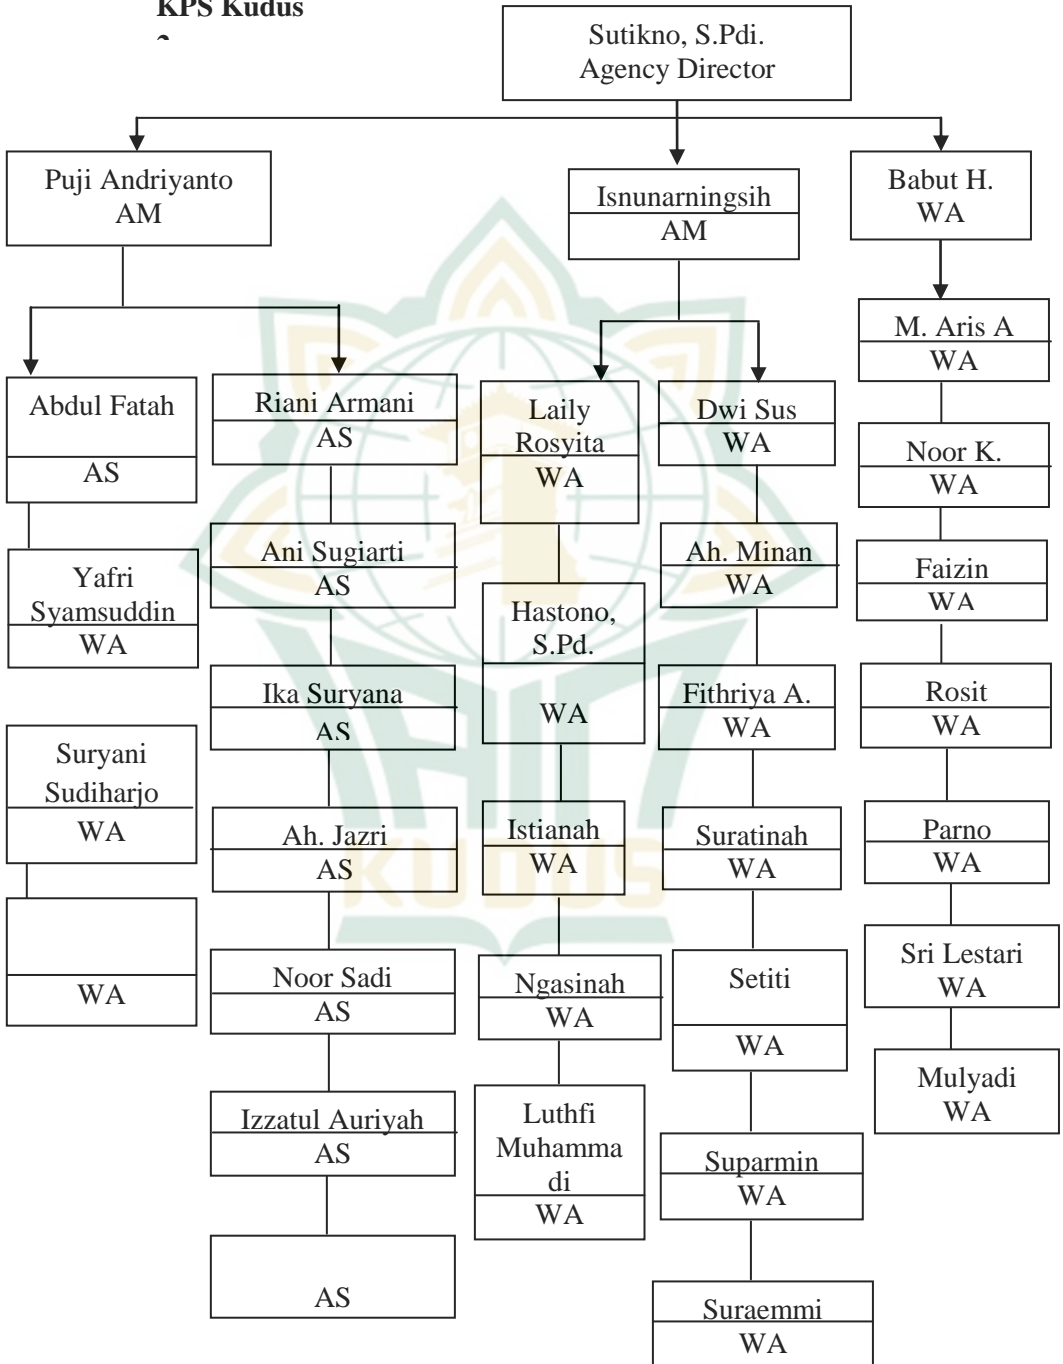 KPS Kudus
Sutikno, S.Pdi.
Agency Director
Puji Andriyanto
AM
Isnunarningsih
AM
Babut H.
WA
M. Aris A
WA
Abdul Fatah
AS
Riani Armani
AS
Laily
Rosyita
WA
Dwi Sus
WA
Noor K.
WA
Yafri
Syamsuddin
WA
Ani Sugiarti
AS
Hastono,
S.Pd.
WA
Ah. Minan
WA
Faizin
WA
Ika Suryana
AS
Fithriya A.
WA
Rosit
WA
Suryani
Sudiharjo
WA
Ah. Jazri
AS
Istianah
WA
Suratinah
WA
Parno
WA
WA
Noor Sadi
AS
Ngasinah
WA
Setiti
WA
Sri Lestari
WA
Izzatul Auriyah
AS
Luthfi
Muhamma
di
WA
Suparmin
WA
Mulyadi
WA
AS
Suraemmi
WA
KUDUS